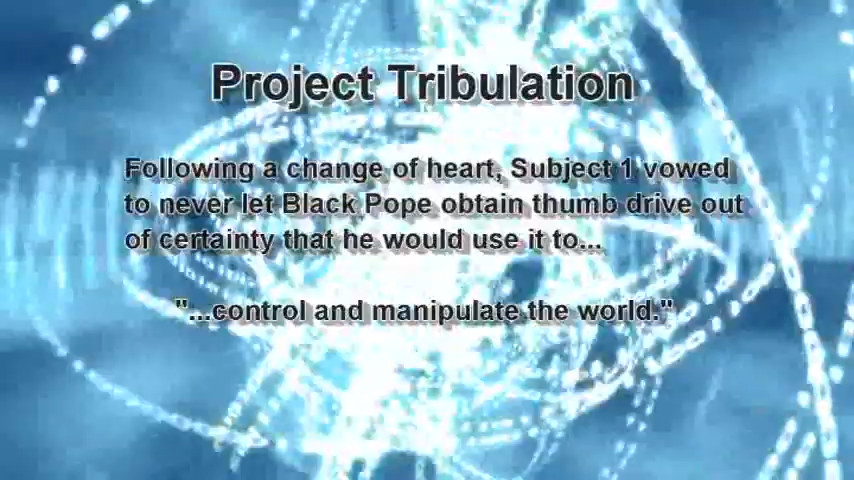 Project Tribulation
Following a change of heart, Subject 1 vowed
to never let Black Pope obtain thumb drive out
of certainty that he would use it to...
"...control and manipulate the world."